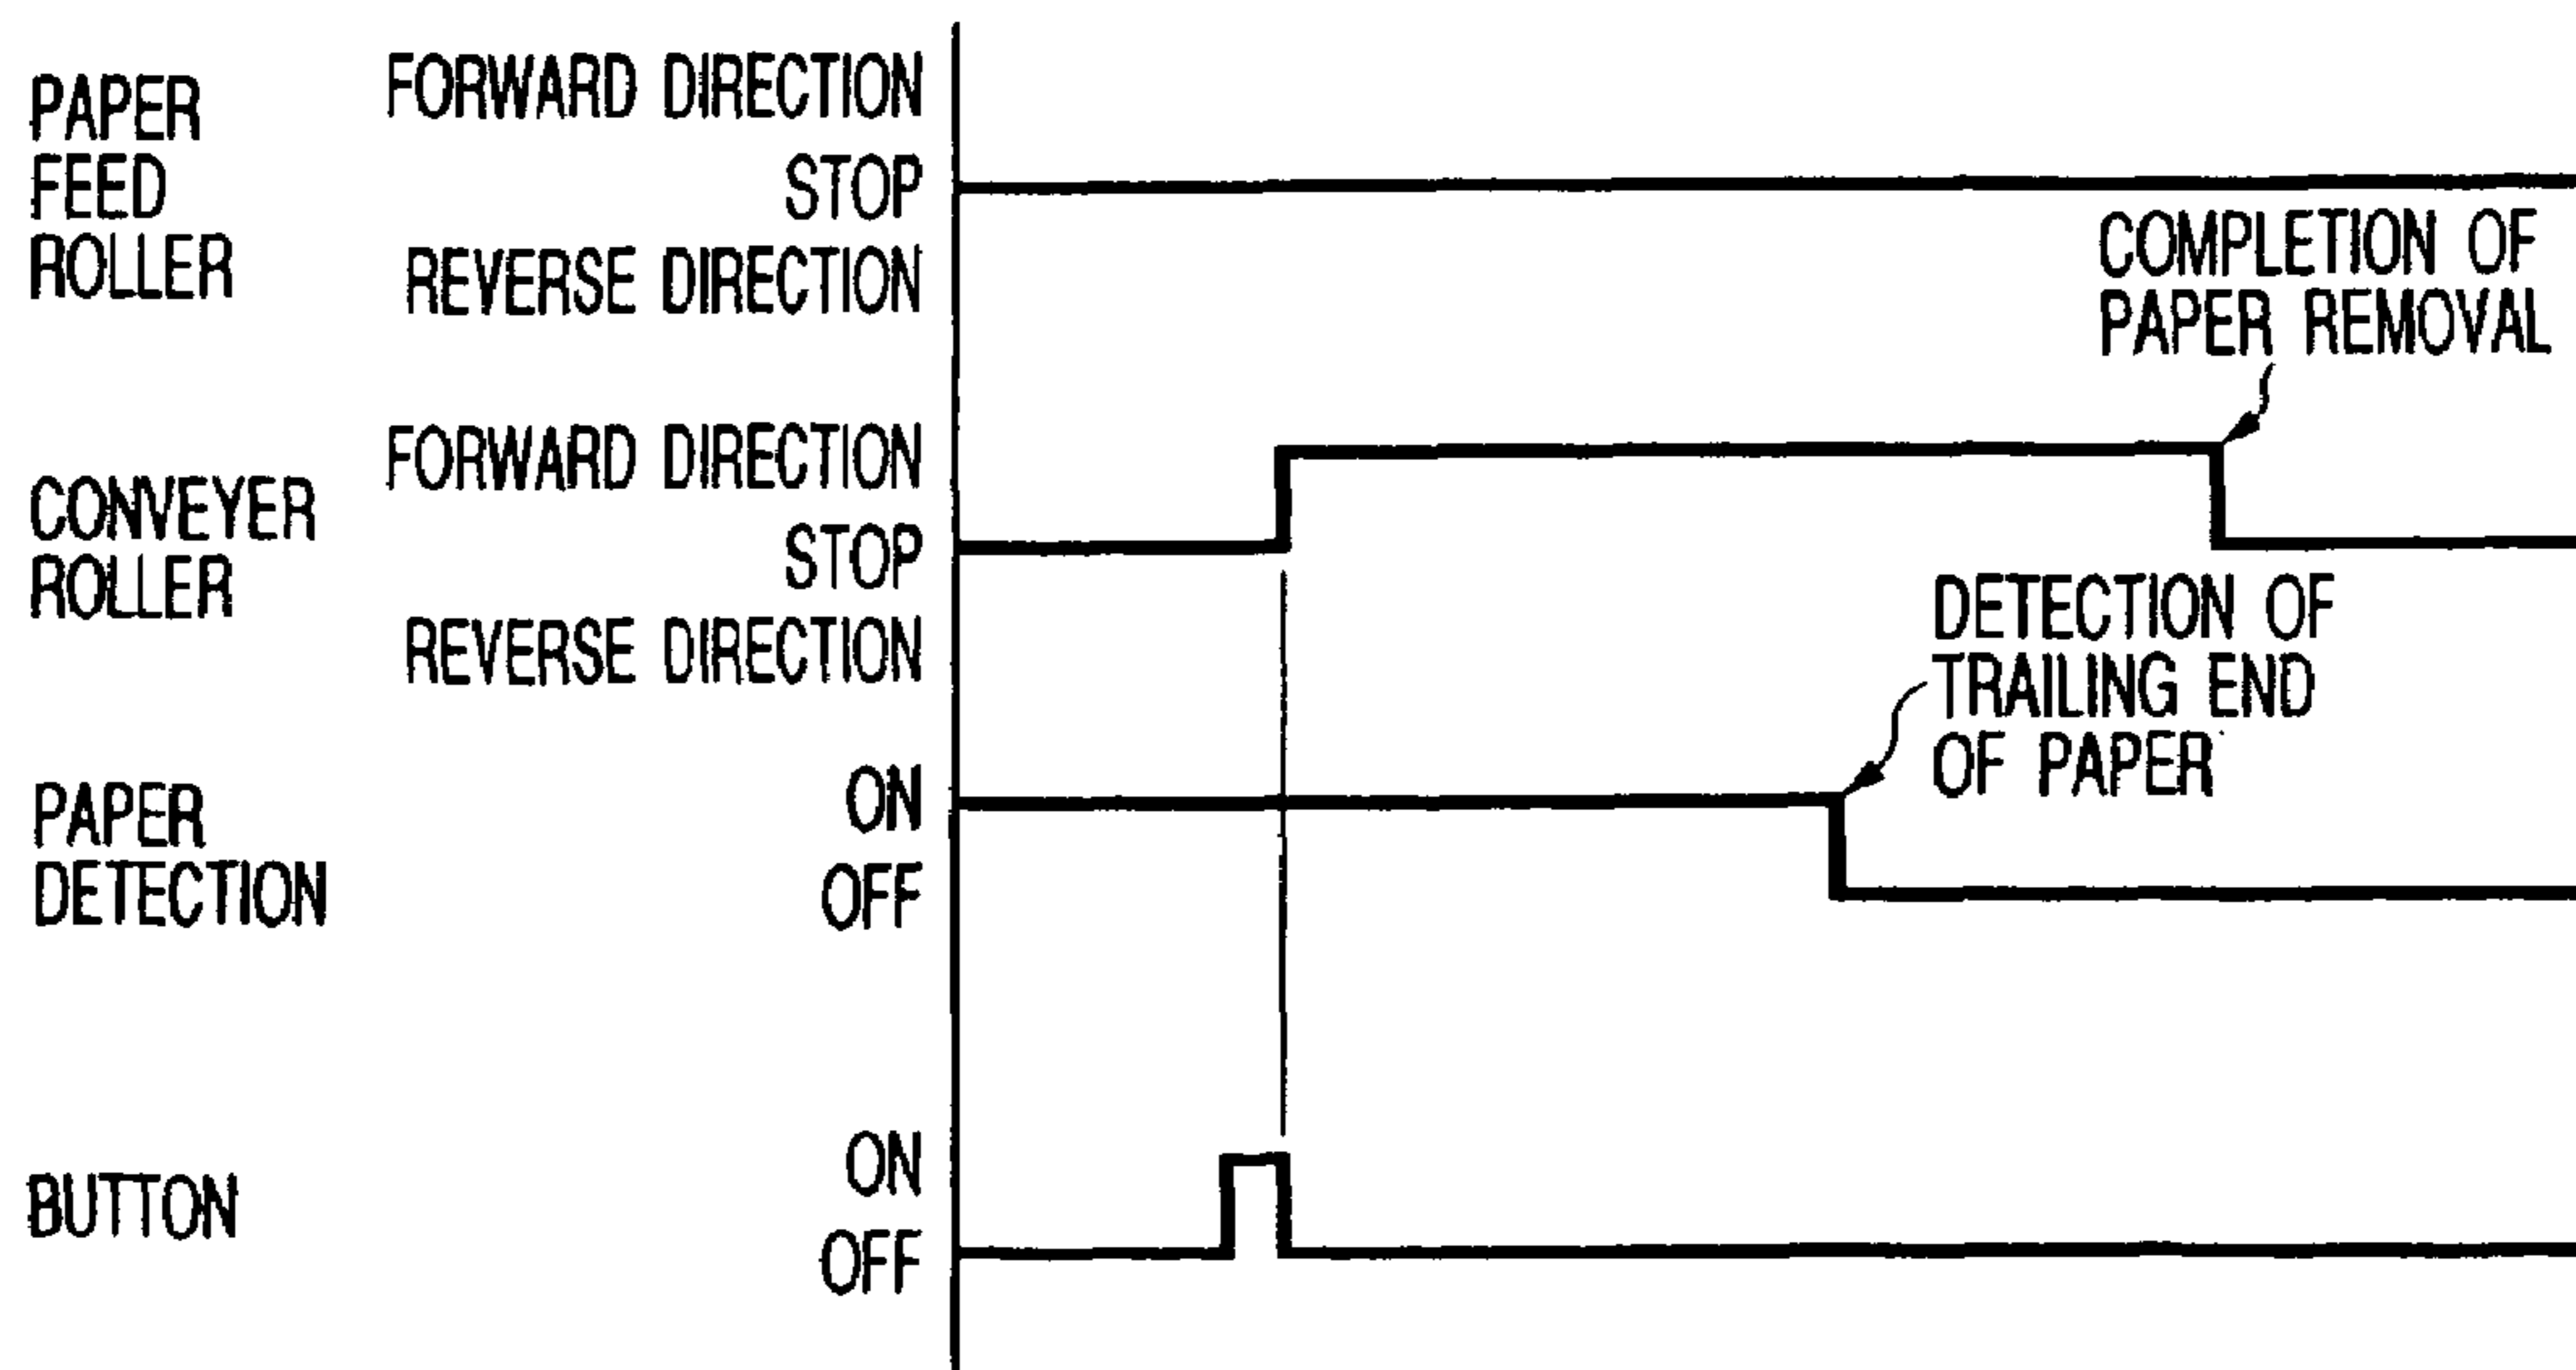 PAPER
FEED
ROLLER
FORWARD DIRECTION
STOP
REVERSE DIRECTION
COMPLETION OF
PAPER REMOVAL
CONVEYER
ROLLER
FORWARD DIRECTION
STOP
REVERSE DIRECTION
DETECTION OF
TRAILING END
OF PAPER
PAPER
DETECTION
ON
OFF
BUTTON
ON
OFF